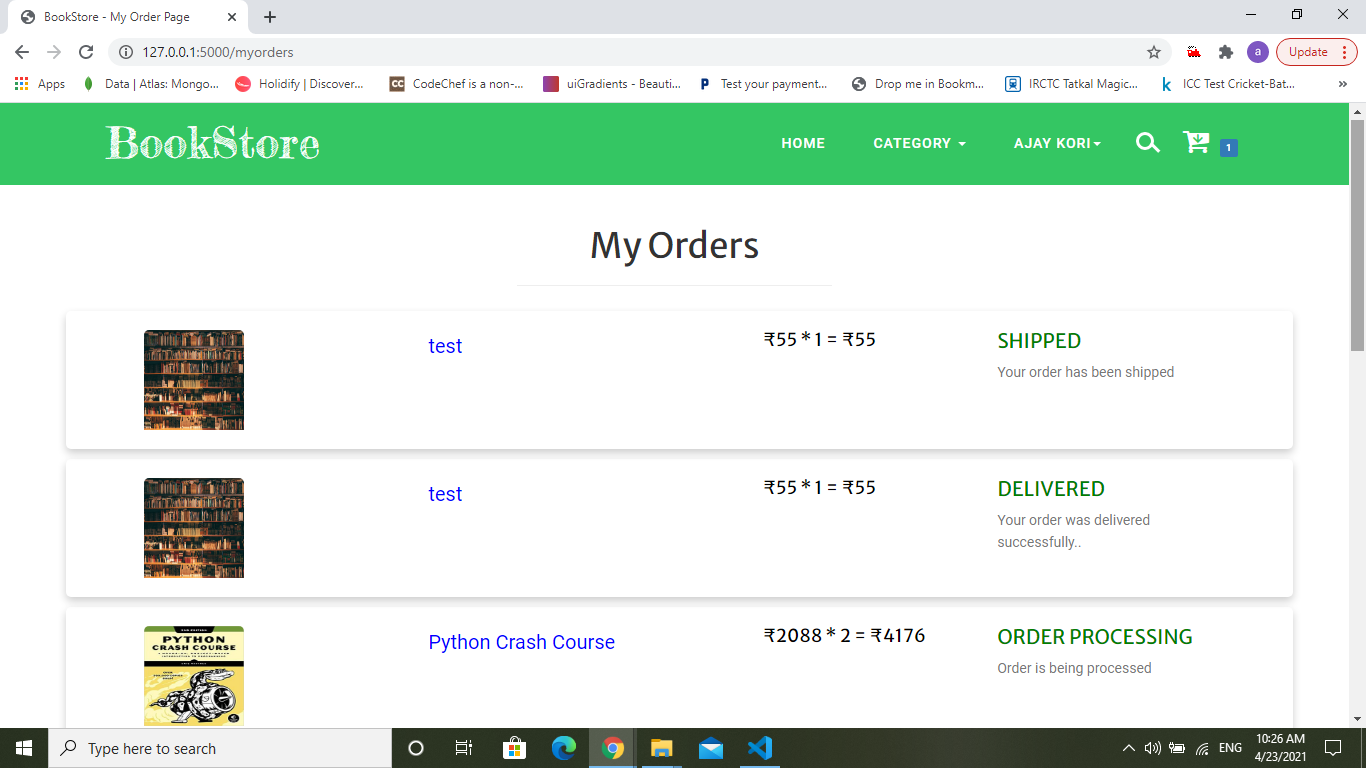 BookStore - My Order Page
127.0.0.1:5000/myorders
a
Update
Apps
Data | Atlas: Mongo...
Holidify | Discover...
CC
CodeChef is a non-...
uiGradients - Beauti...
P
Test your payment...
Drop me in Bookm...
IRCTC Tatkal Magic...
k
ICC Test Cricket-Bat...
»
BookStore
HOME
CATEGORY
AJAY KORI
1
My Orders
test
₹55 * 1 = ₹55
SHIPPED
Your order has been shipped
test
₹55 * 1 = ₹55
DELIVERED
Your order was delivered
successfully..
PYTHON
CRASH COURSE
Python Crash Course
₹2088 * 2 = ₹4176
ORDER PROCESSING
Order is being processed
Type here to search
ENG
10:26 AM
4/23/2021